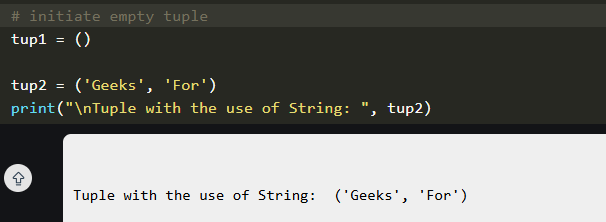 # initiate empty tuple
tup1 = ()
tup2 = ('Geeks', 'For')
print("\nTuple with the use of String: ", tup2)
Tuple with the use of String:  ('Geeks', 'For')